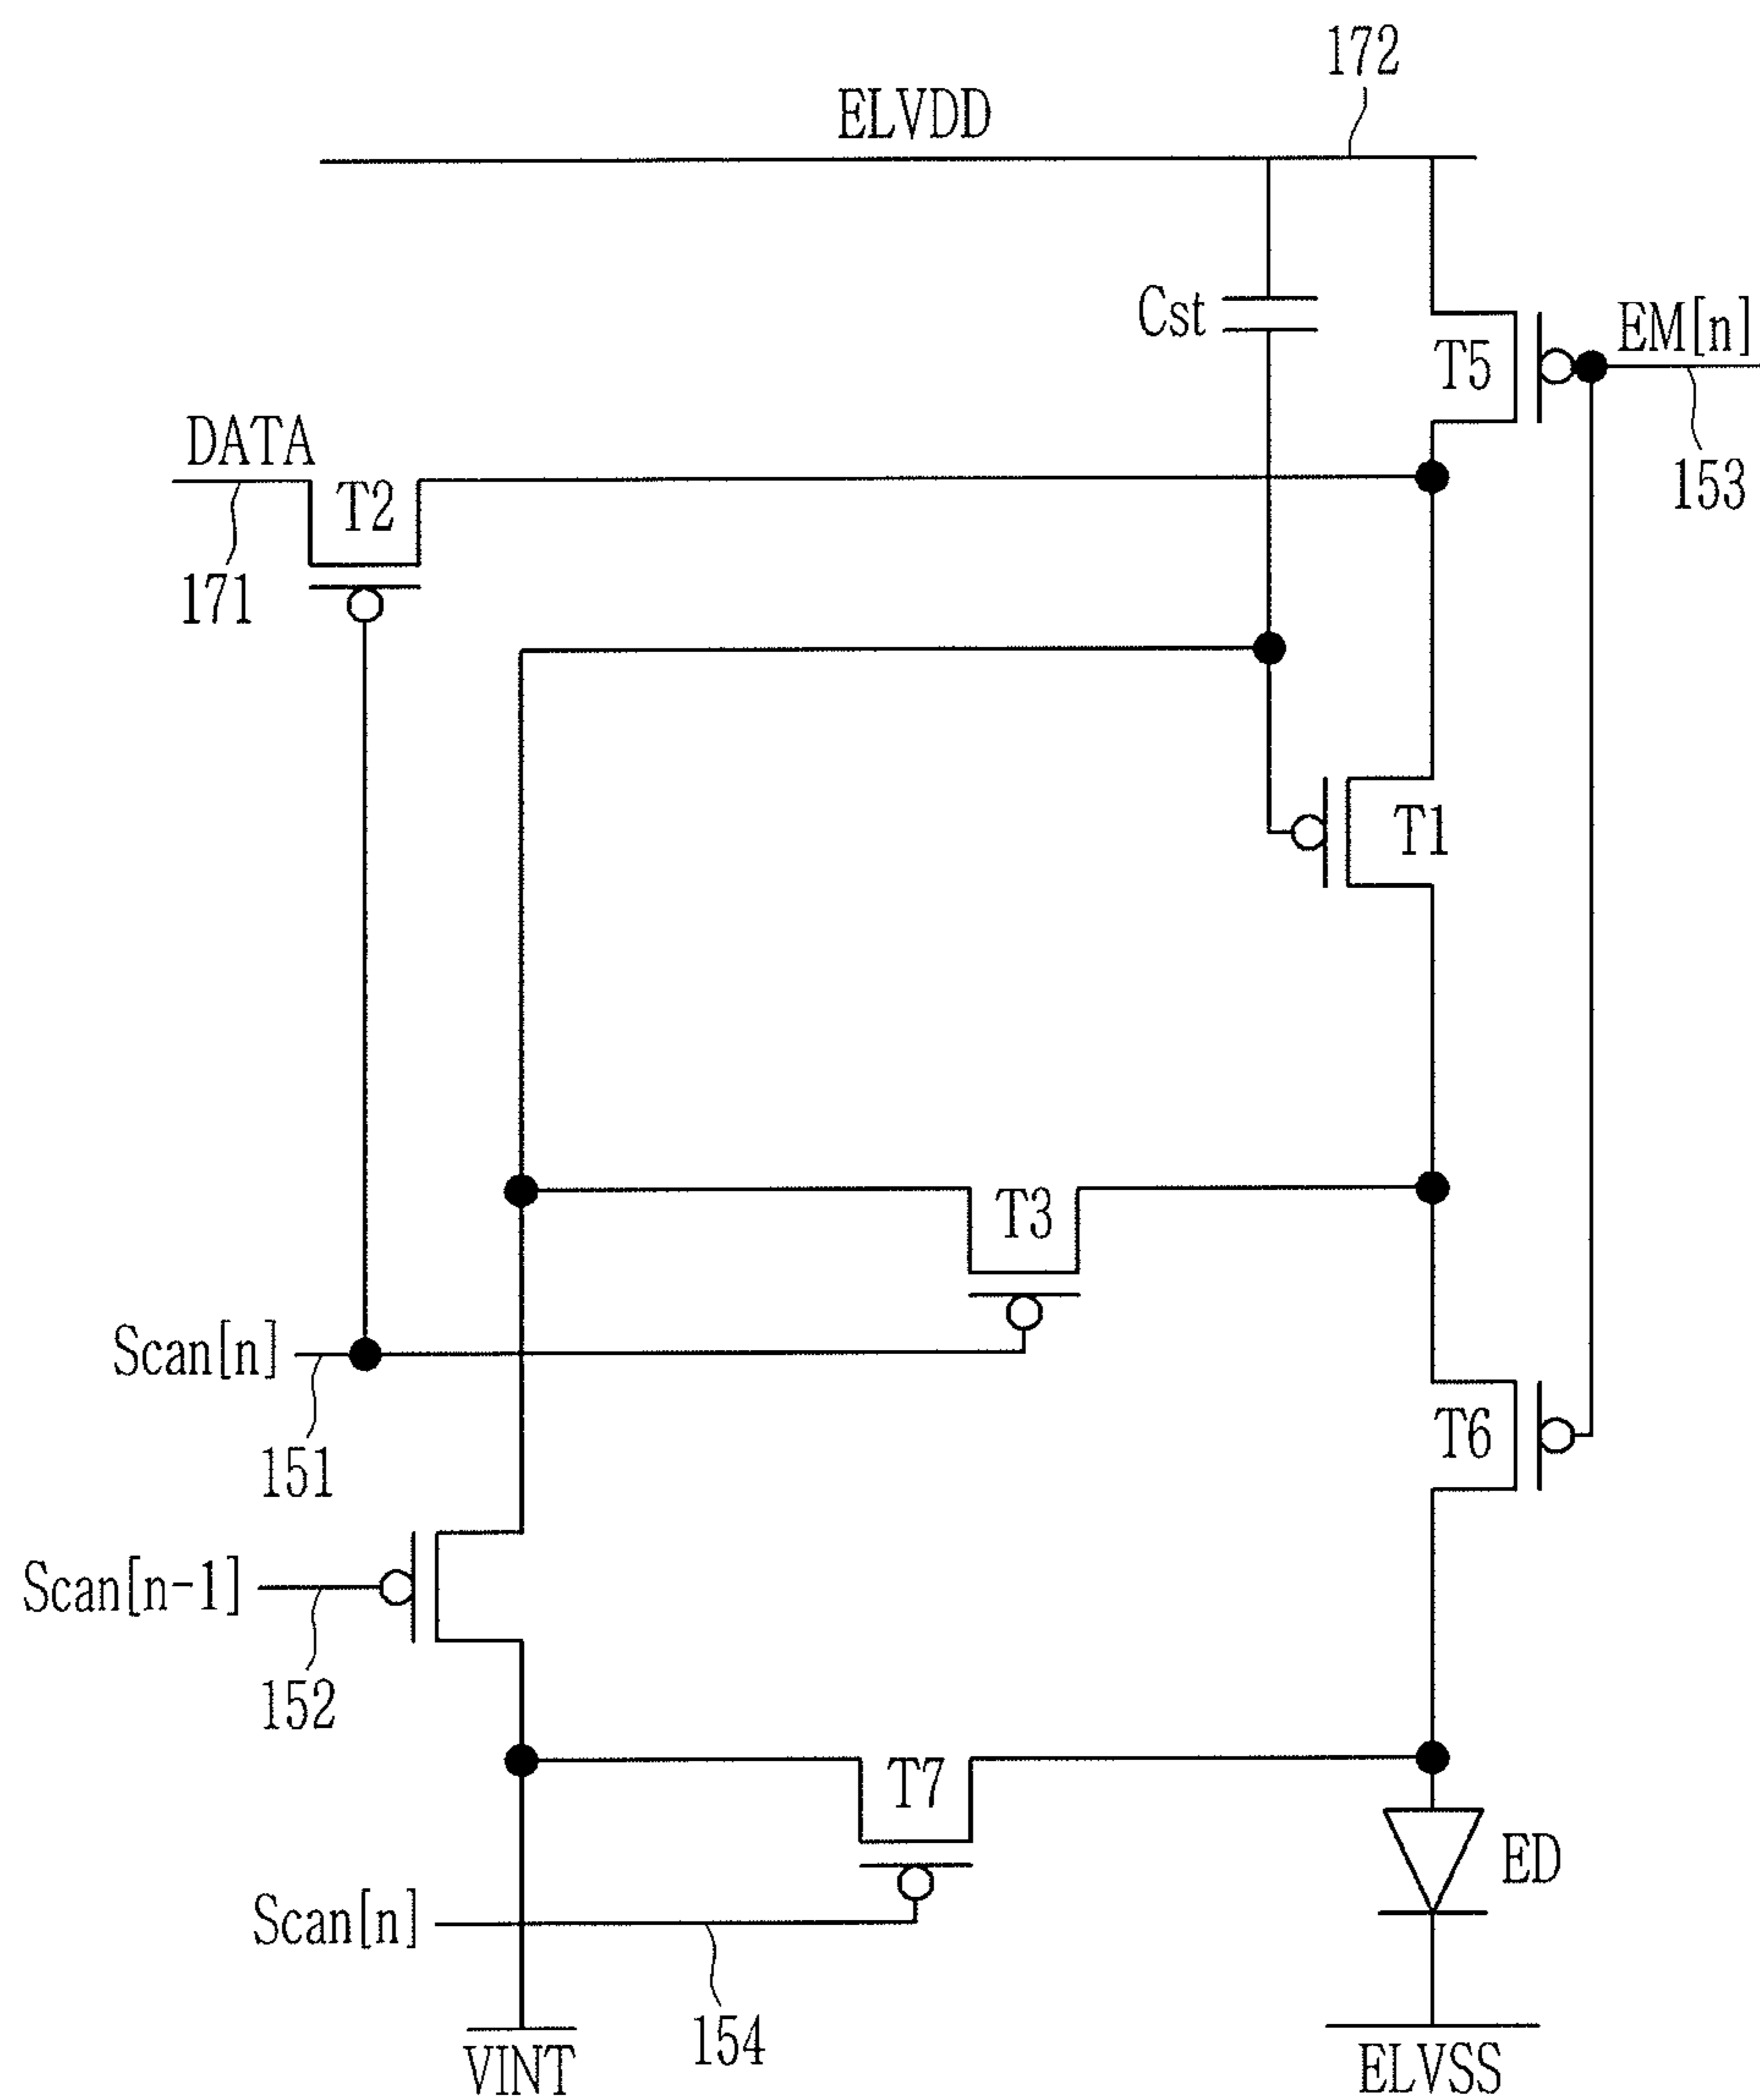 172
ELVDD
Cst
T5
EM[n]
DATA
T2
153
171
T1
T3
Scan[n]
T6
151
Scan[n-1]
152
T7
ED
Scan[n]
154
VINT
ELVSS